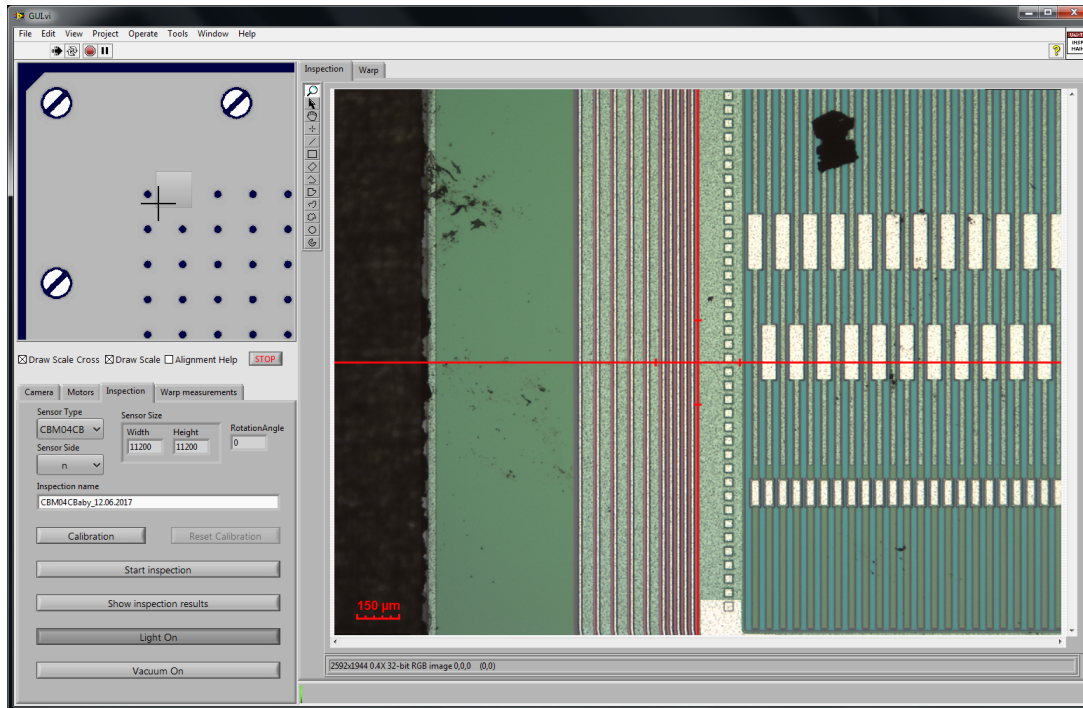 GUI.vi
File Edit View Project Operate Tools Window Help
?
Inspection Warp
Draw Scale Cross Draw Scale Alignment Help STOP
Camera Motors Inspection Warp measurements
Sensor Type
CBM04CB
Sensor Size
Width Height
11200 11200
RotationAngle
0
Sensor Side
n
Inspection name
CBM04CBaby_12.06.2017
Calibration Reset Calibration
Start inspection
Show inspection results
Light On
Vacuum On
150 µm
2592x1944 0.4X 32-bit RGB image 0,0,0 (0,0)